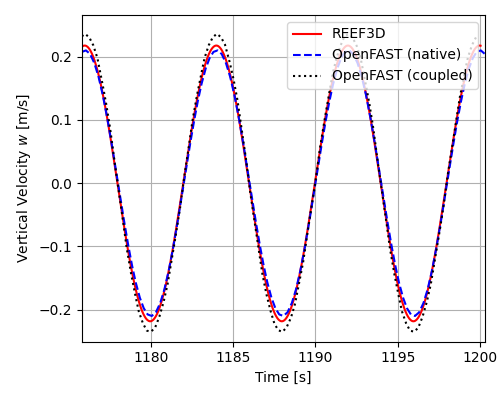 REEF3D
OpenFAST (native)
OpenFAST (coupled)
Vertical Velocity w [m/s]
0.2
0.1
0.0
−0.1
−0.2
1180 1185 1190 1195 1200
Time [s]